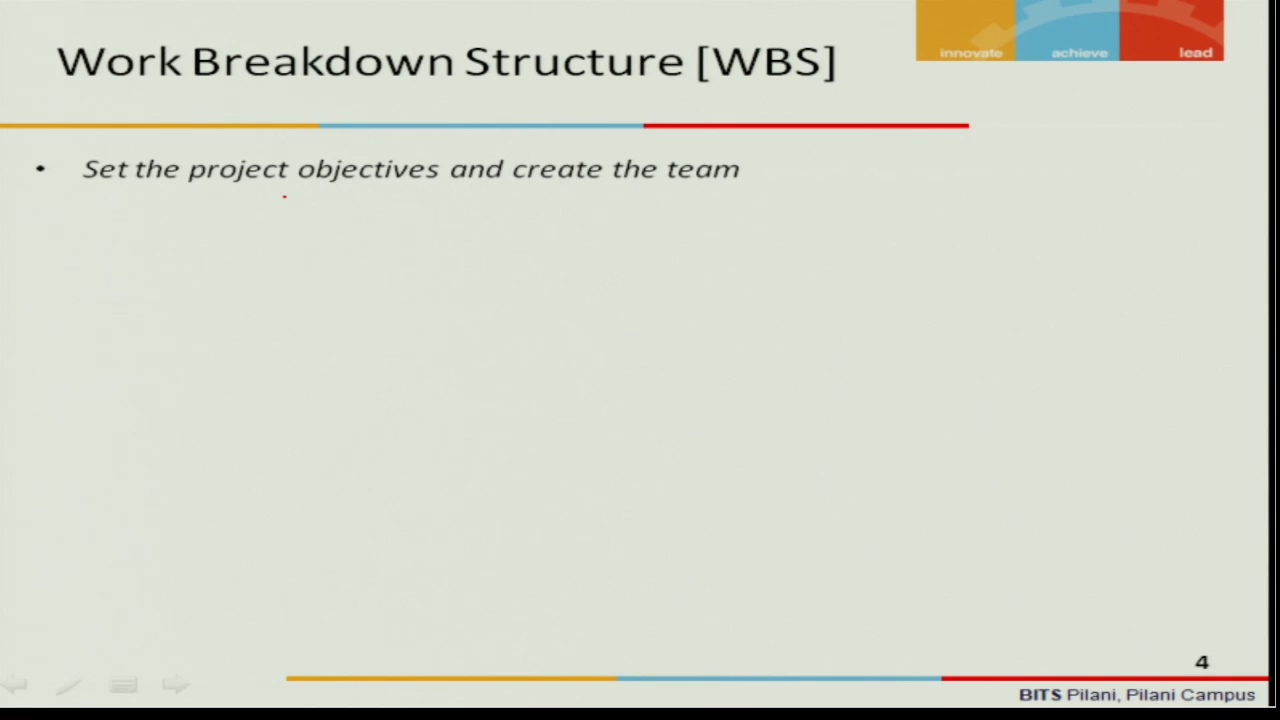 Work Breakdown Structure [WBS]
innovate achieve lead
• Set the project objectives and create the team
4
BITS Pilani, Pilani Campus